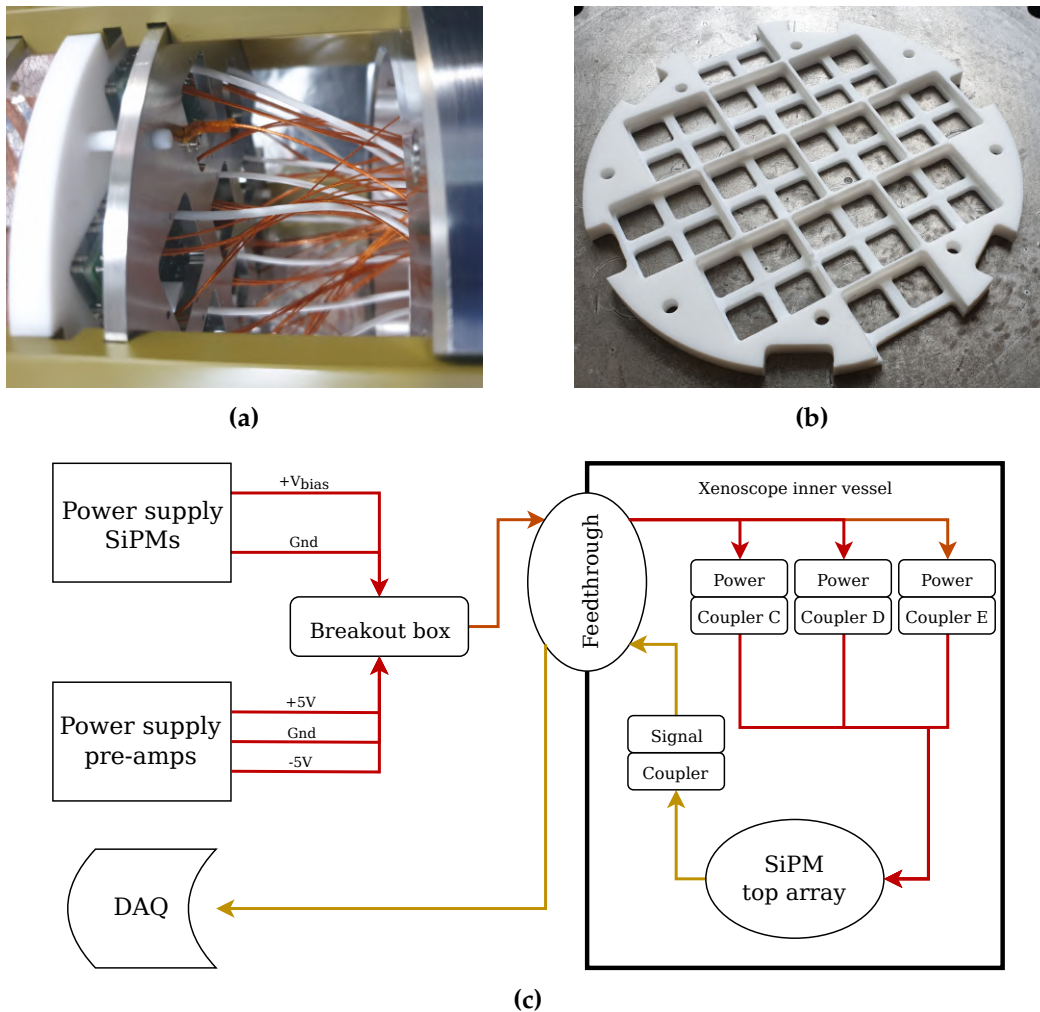 (a)
(b)
Power supply
SiPMs
+Vbias
Gnd
Breakout box
Power supply
pre-amps
+5V
Gnd
-5V
DAQ
Feedthrough
Xenoscope inner vessel
Power
Coupler C
Power
Coupler D
Power
Coupler E
Signal
Coupler
SiPM
top array
(c)